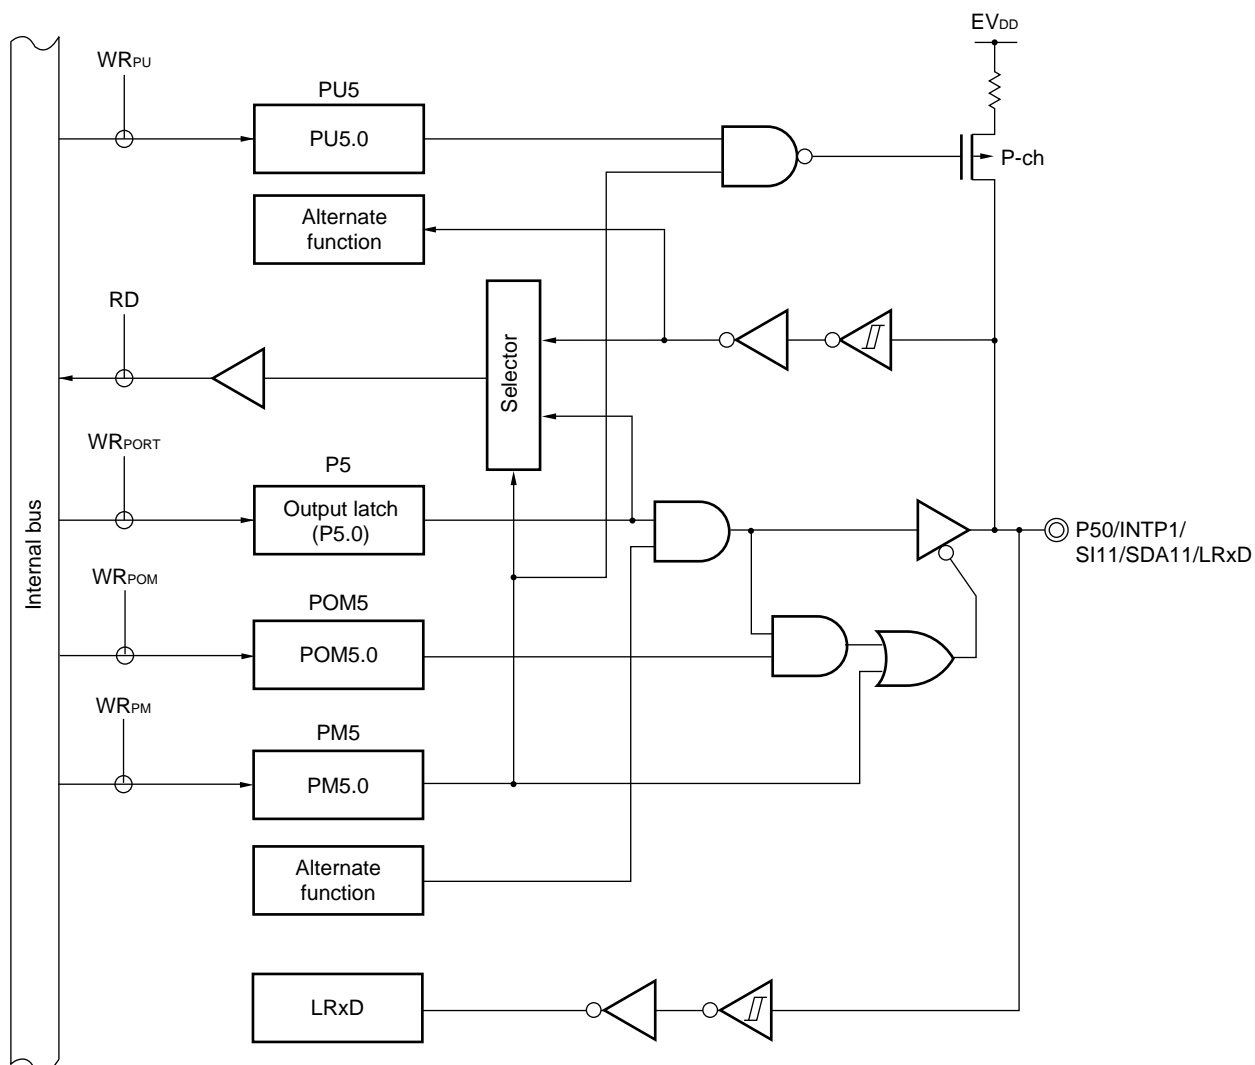 EVDD
WRPU
PU5
PU5.0
P-ch
Alternate
function
RD
Selector
WRPORT
P5
Output latch
(P5.0)
Internal bus
P50/INTP1/
SI11/SDA11/LRxD
WRPOM
POM5
POM5.0
WRPM
PM5
PM5.0
Alternate
function
LRxD